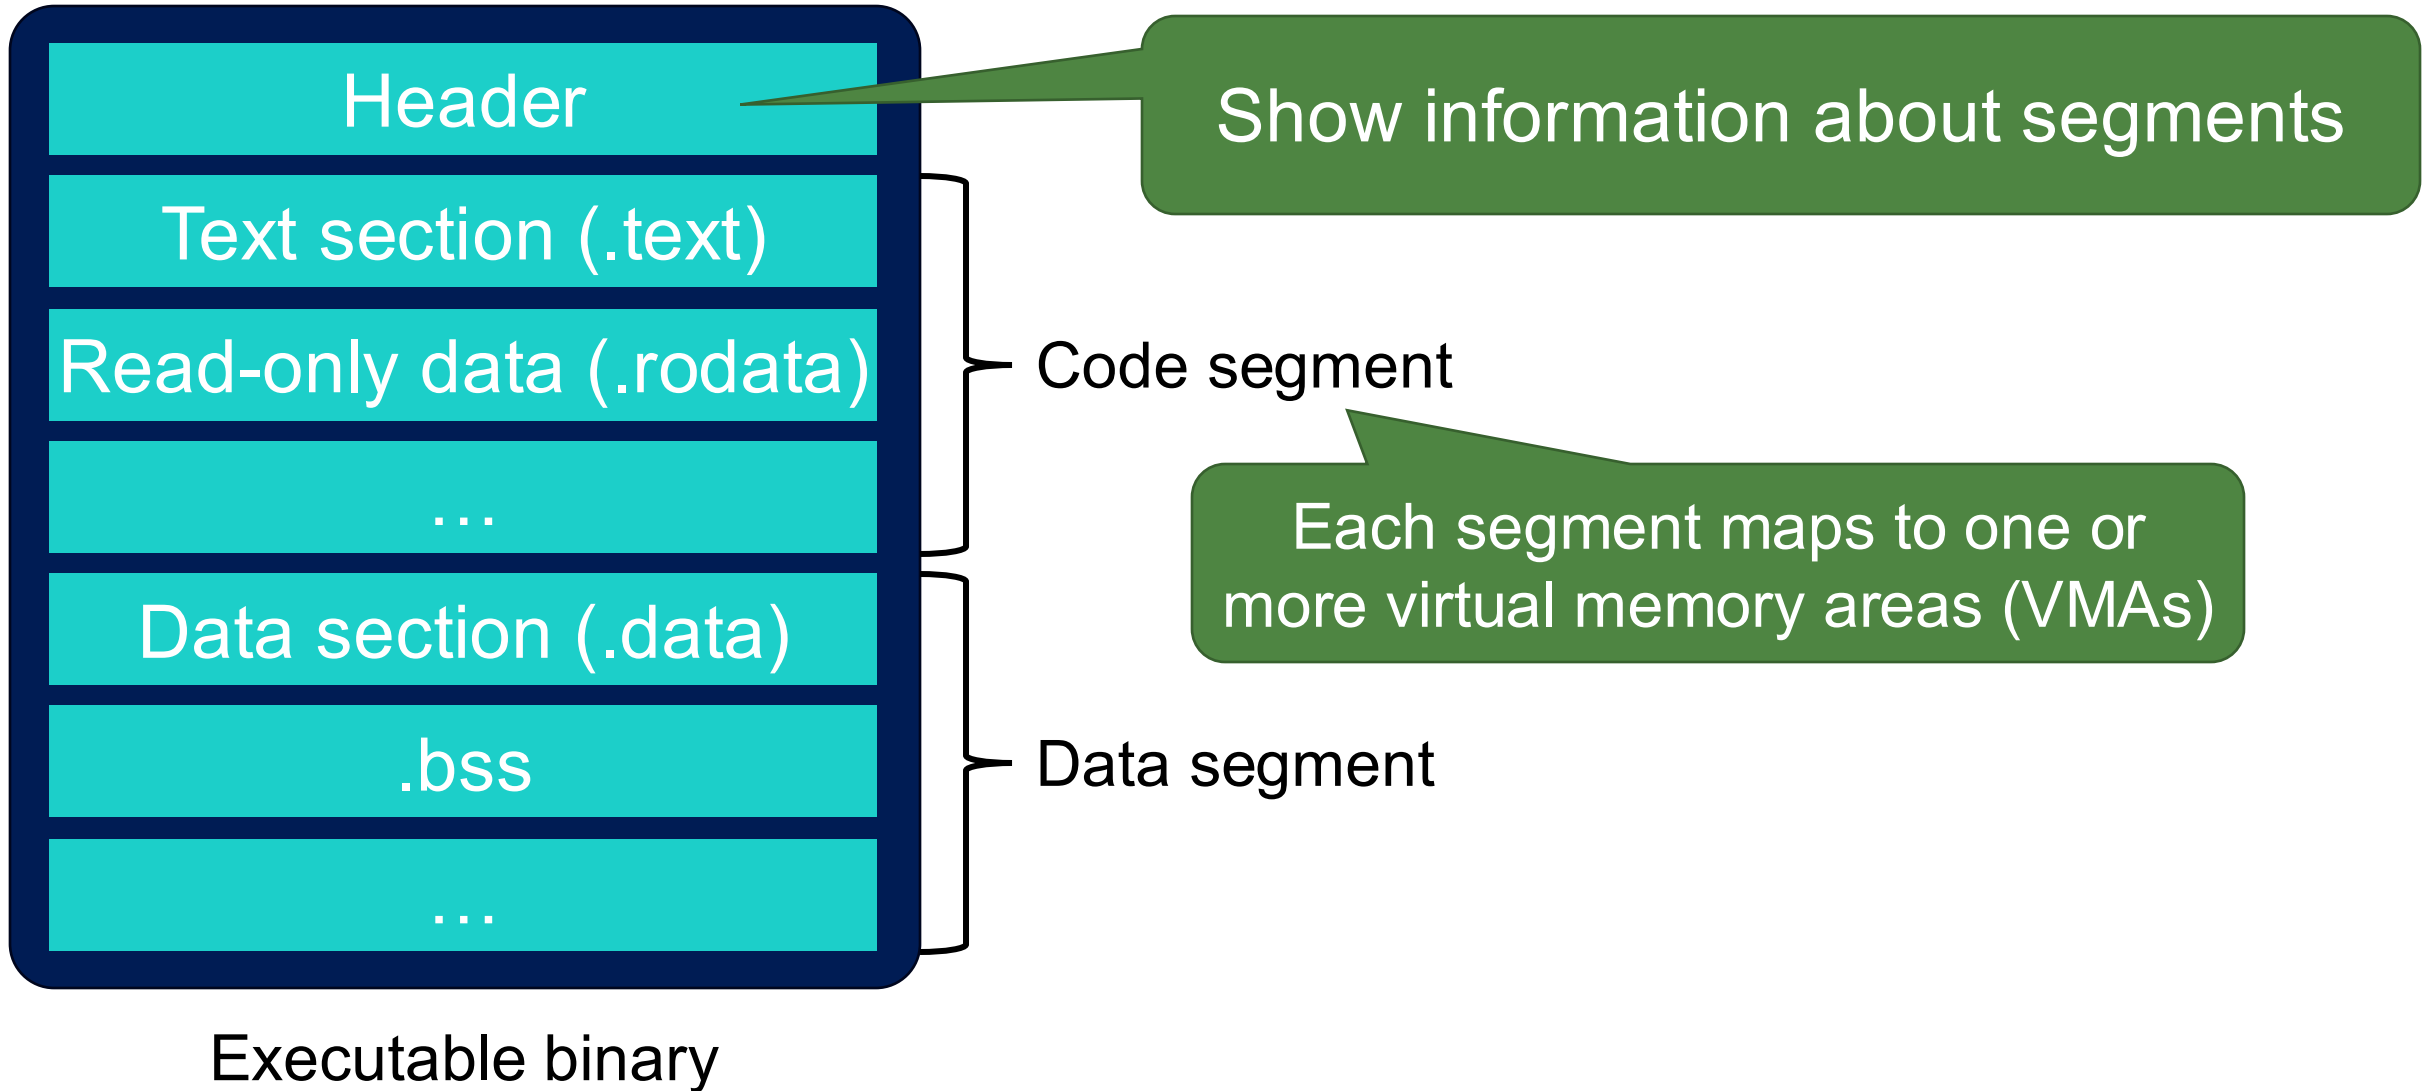 Header
Show information about segments
Text section (.text)
Read-only data (.rodata)
Code segment
…
Each segment maps to one or
more virtual memory areas (VMAs)
Data section (.data)
.bss
Data segment
…
Executable binary